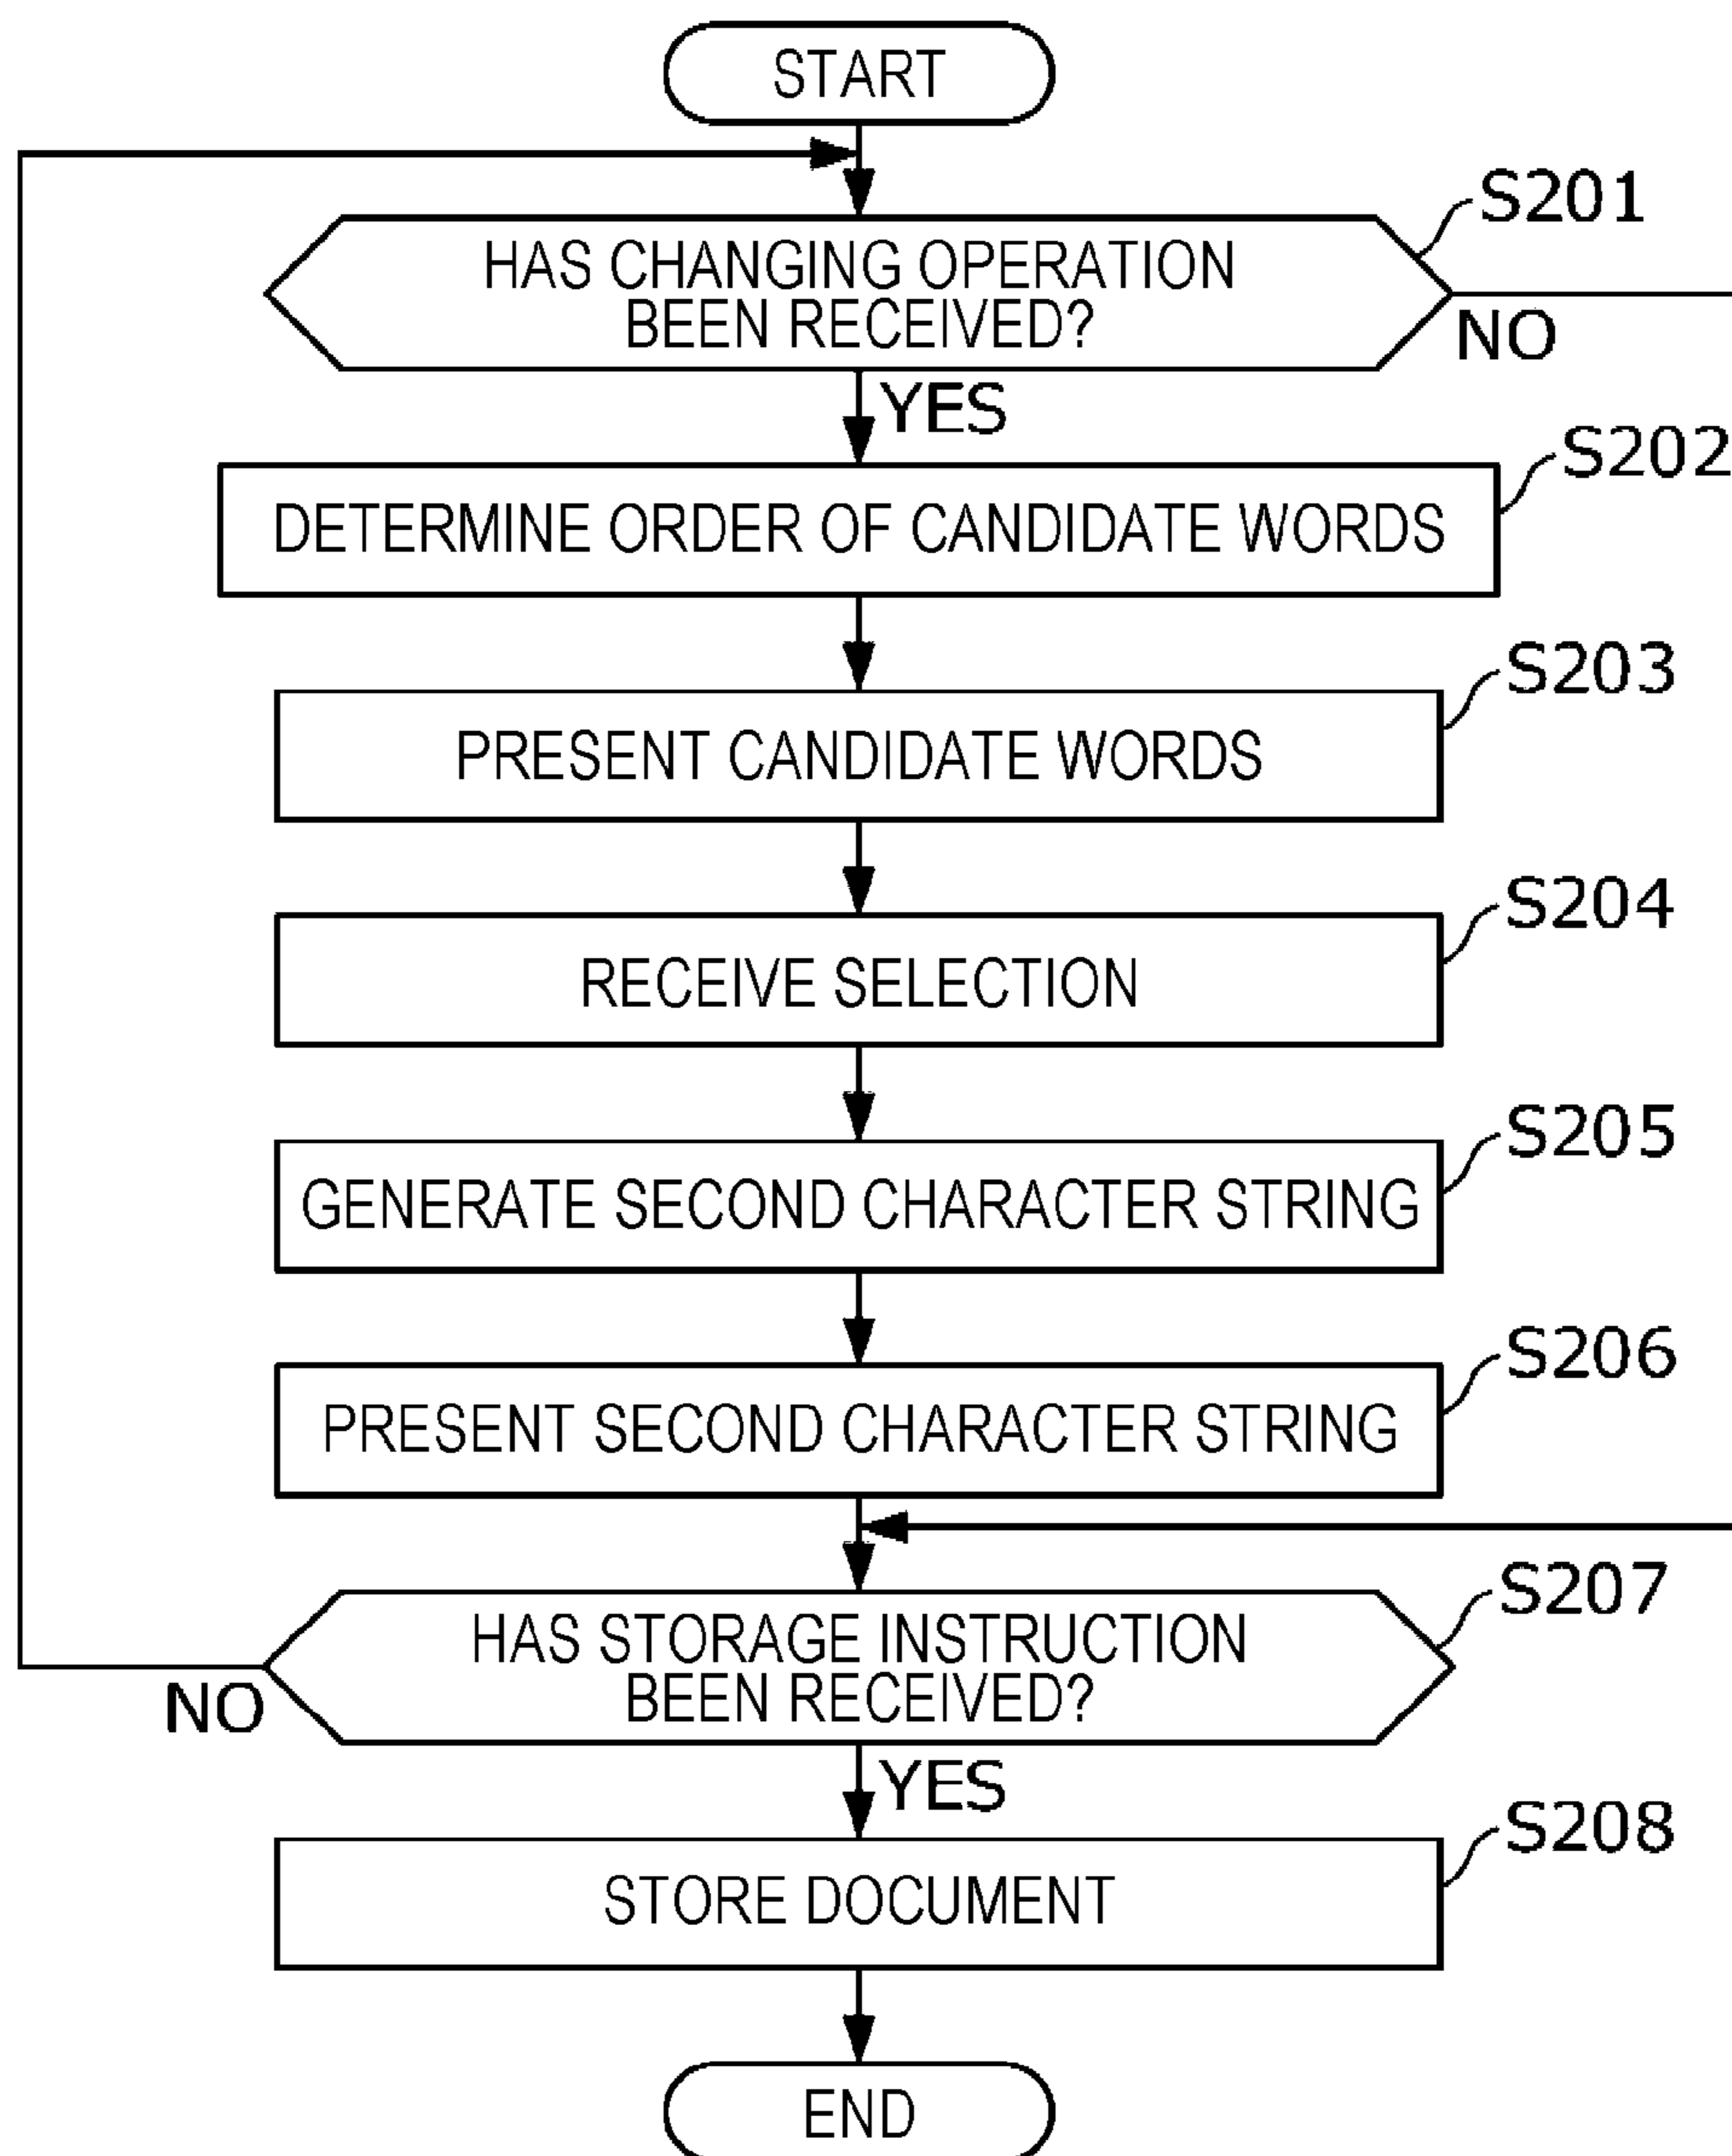 START
S201
HAS CHANGING OPERATION
BEEN RECEIVED?
NO
YES
S202
DETERMINE ORDER OF CANDIDATE WORDS
S203
PRESENT CANDIDATE WORDS
S204
RECEIVE SELECTION
S205
GENERATE SECOND CHARACTER STRING
S206
PRESENT SECOND CHARACTER STRING
S207
HAS STORAGE INSTRUCTION
BEEN RECEIVED?
NO
YES
S208
STORE DOCUMENT
END